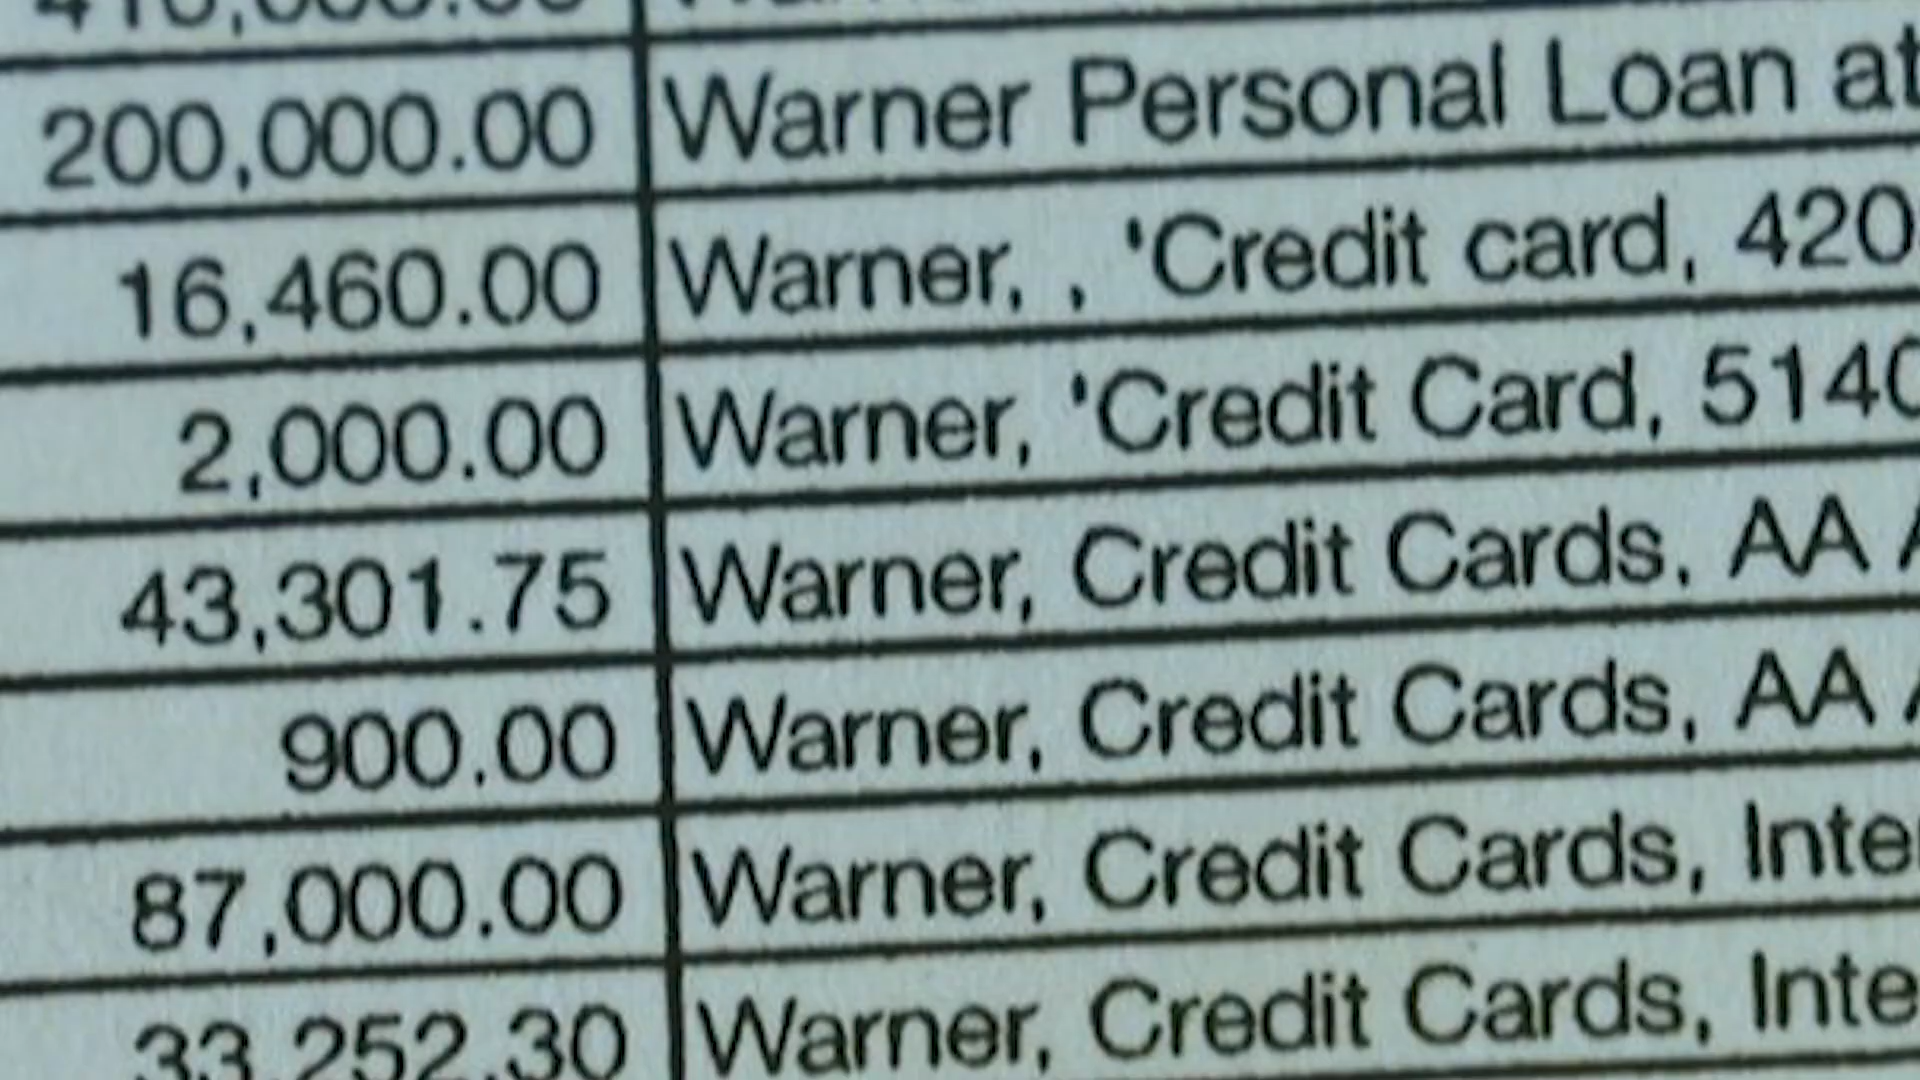 200,000.00 Warner Personal Loan at
16,460.00 Warner, , 'Credit card, 420
2,000.00 Warner, 'Credit Card, 5140
43,301.75 Warner, Credit Cards, AA
900.00 Warner, Credit Cards, AA
87,000.00 Warner, Credit Cards, Inte
33,252.30 Warner, Credit Cards, Inte